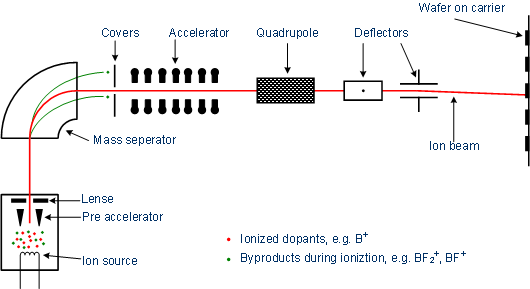 Wafer on carrier
Covers
Accelerator
Quadrupole
Deflectors
Mass seperator
Ion beam
Lense
Pre accelerator
Ion source
Ionized dopants, e.g. B⁺
Byproducts during ioniztion, e.g. BF₂⁺, BF⁺